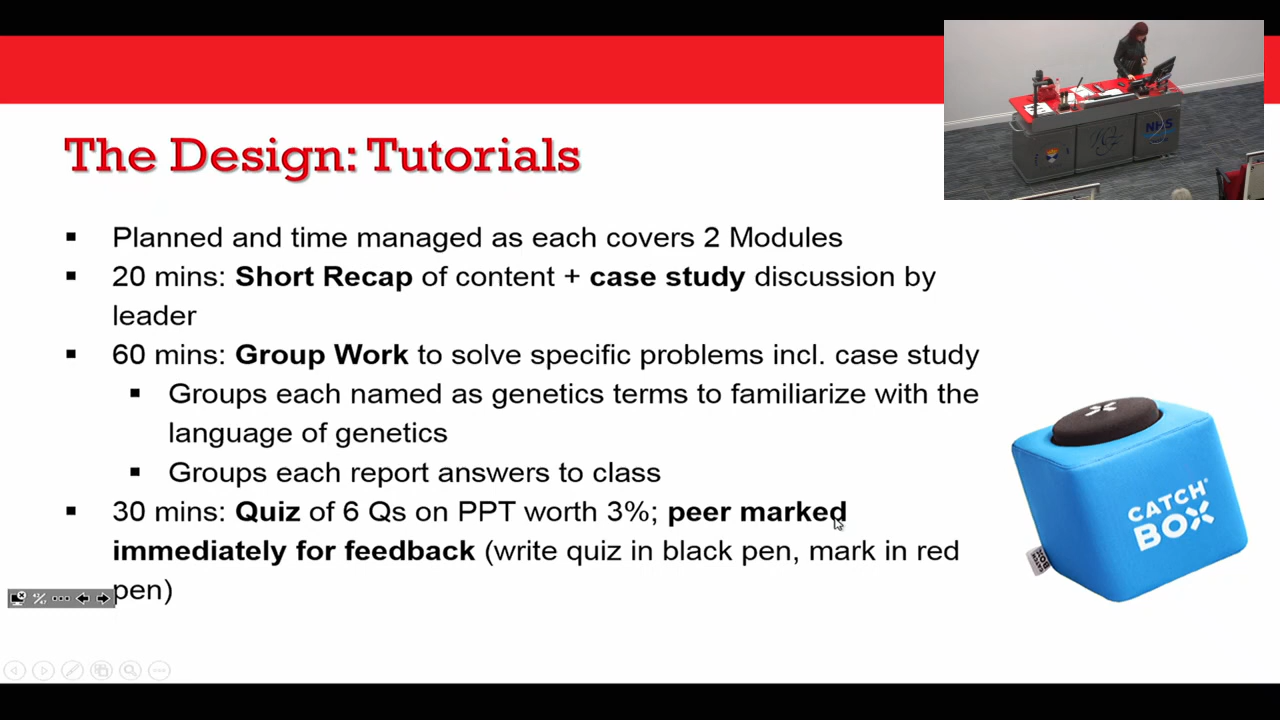 The Design: Tutorials
Planned and time managed as each covers 2 Modules
20 mins: Short Recap of content + case study discussion by
leader
60 mins: Group Work to solve specific problems incl. case study
Groups each named as genetics terms to familiarize with the
language of genetics
Groups each report answers to class
30 mins: Quiz of 6 Qs on PPT worth 3%; peer marked
immediately for feedback (write quiz in black pen, mark in red
pen)
CATCH
BOX
CATCH
BOX
NHS